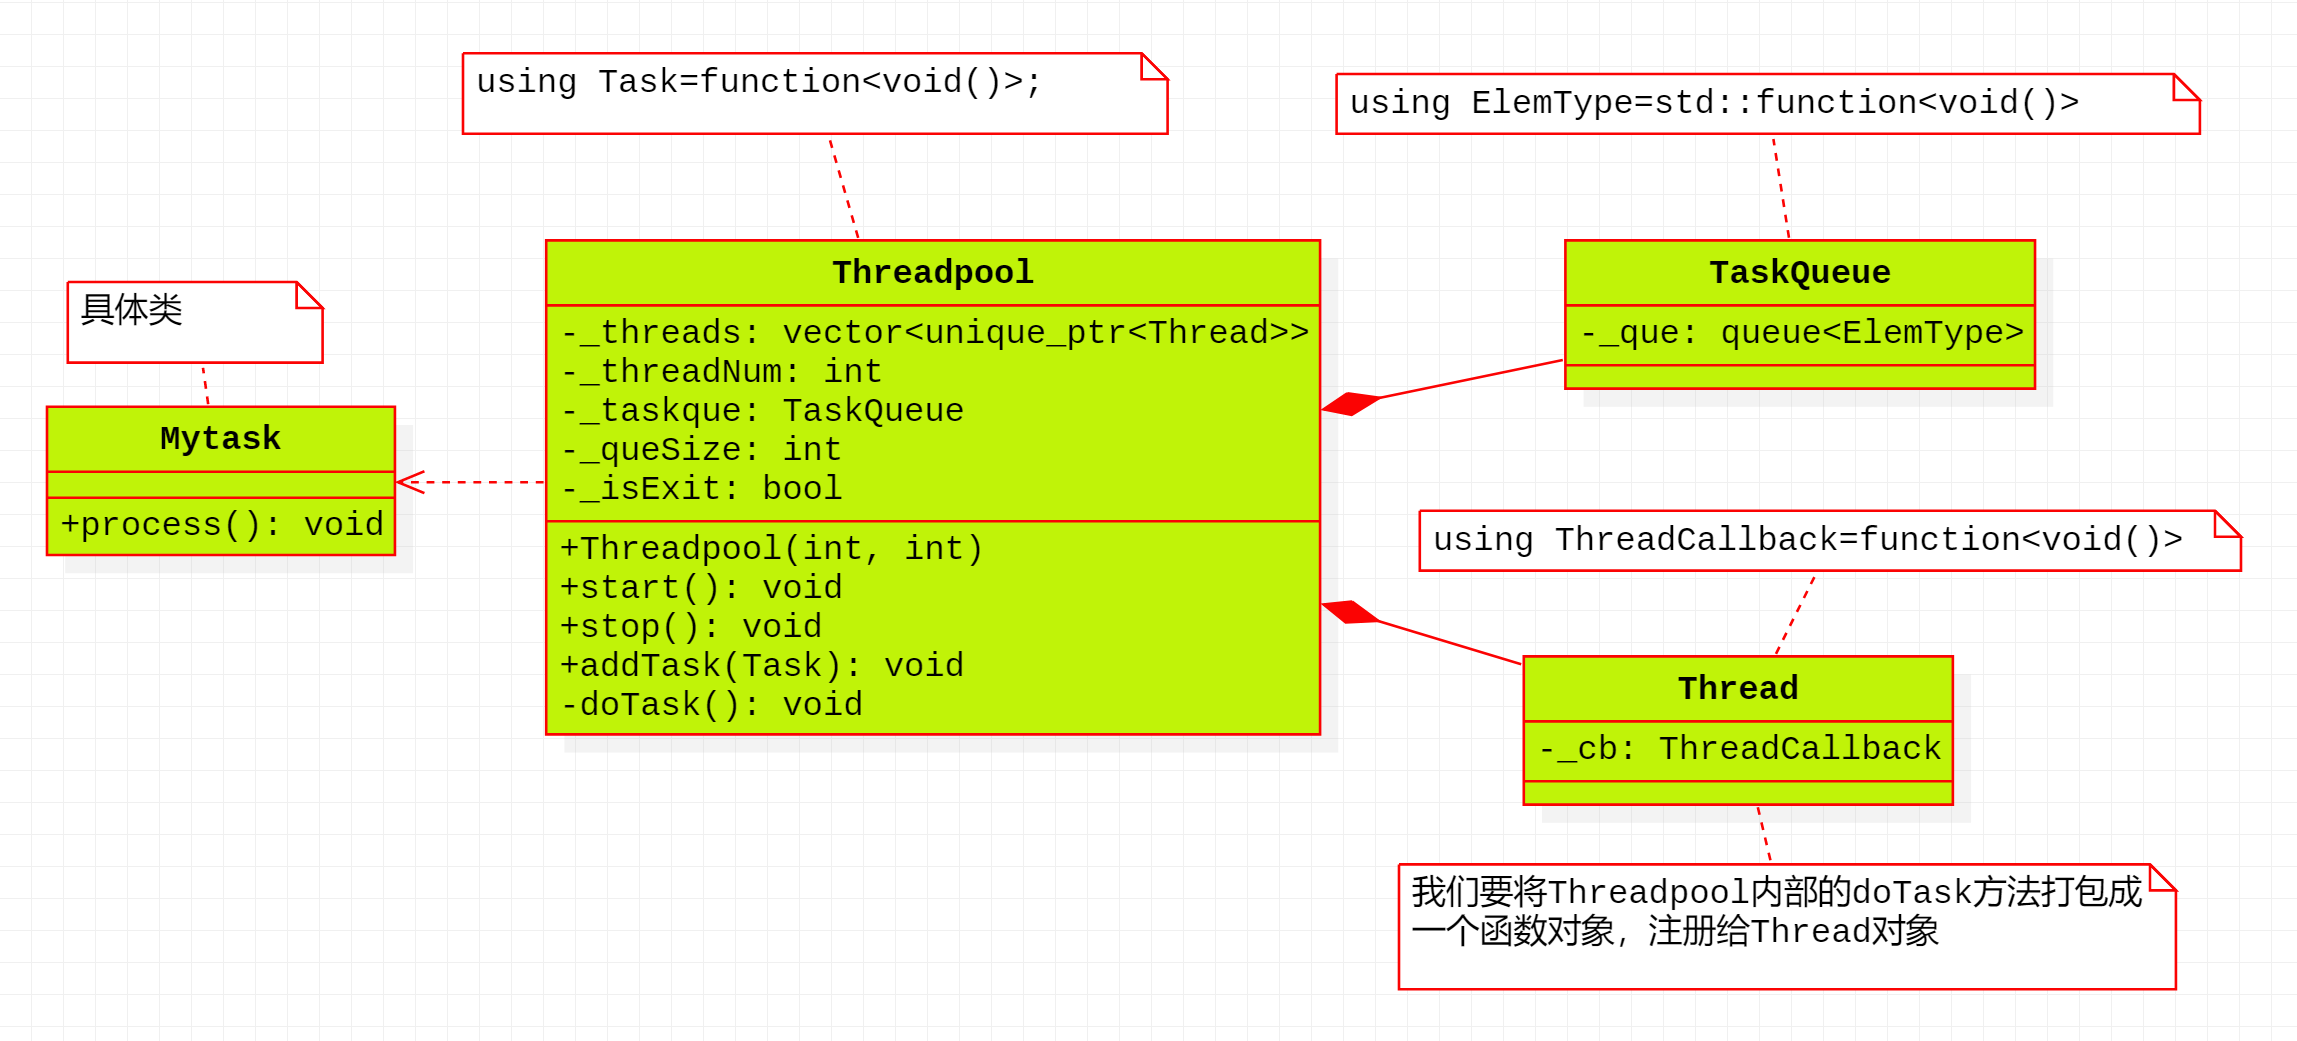 using Task=function<void()>;
using ElemType=std::function<void()>
具体类
Mytask
+process(): void
Threadpool
-_threads: vector<unique_ptr<Thread>>
-_threadNum: int
-_taskque: TaskQueue
-_queSize: int
-_isExit: bool
+Threadpool(int, int)
+start(): void
+stop(): void
+addTask(Task): void
-doTask(): void
TaskQueue
-_que: queue<ElemType>
using ThreadCallback=function<void()>
Thread
-_cb: ThreadCallback
我们要将Threadpool内部的doTask方法打包成
一个函数对象，注册给Thread对象